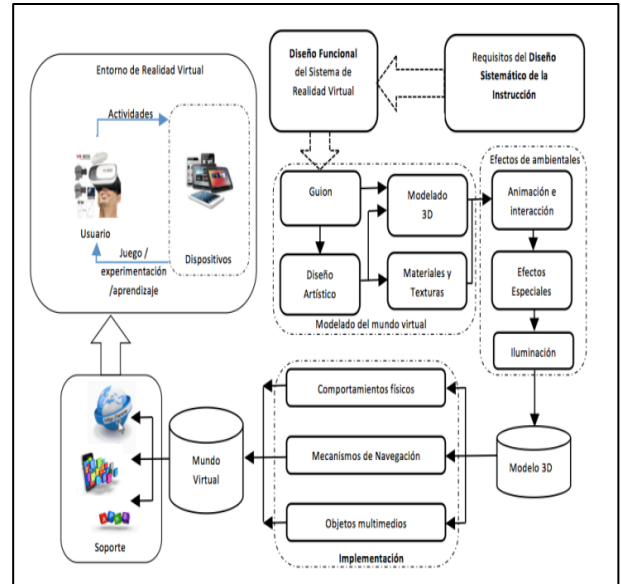 Entorno de Realidad Virtual
Actividades
Usuario
Dispositivos
Juego /
experimentación
/aprendizaje
Diseño Funcional
del Sistema de
Realidad Virtual
Requisitos del Diseño
Sistemático de la
Instrucción
Guion
Modelado
3D
Diseño
Artístico
Materiales y
Texturas
Modelado del mundo virtual
Efectos de ambientales
Animación e
interacción
Efectos
Especiales
Iluminación
Modelo 3D
Comportamientos físicos
Mecanismos de Navegación
Objetos multimedios
Implementación
Mundo
Virtual
Soporte